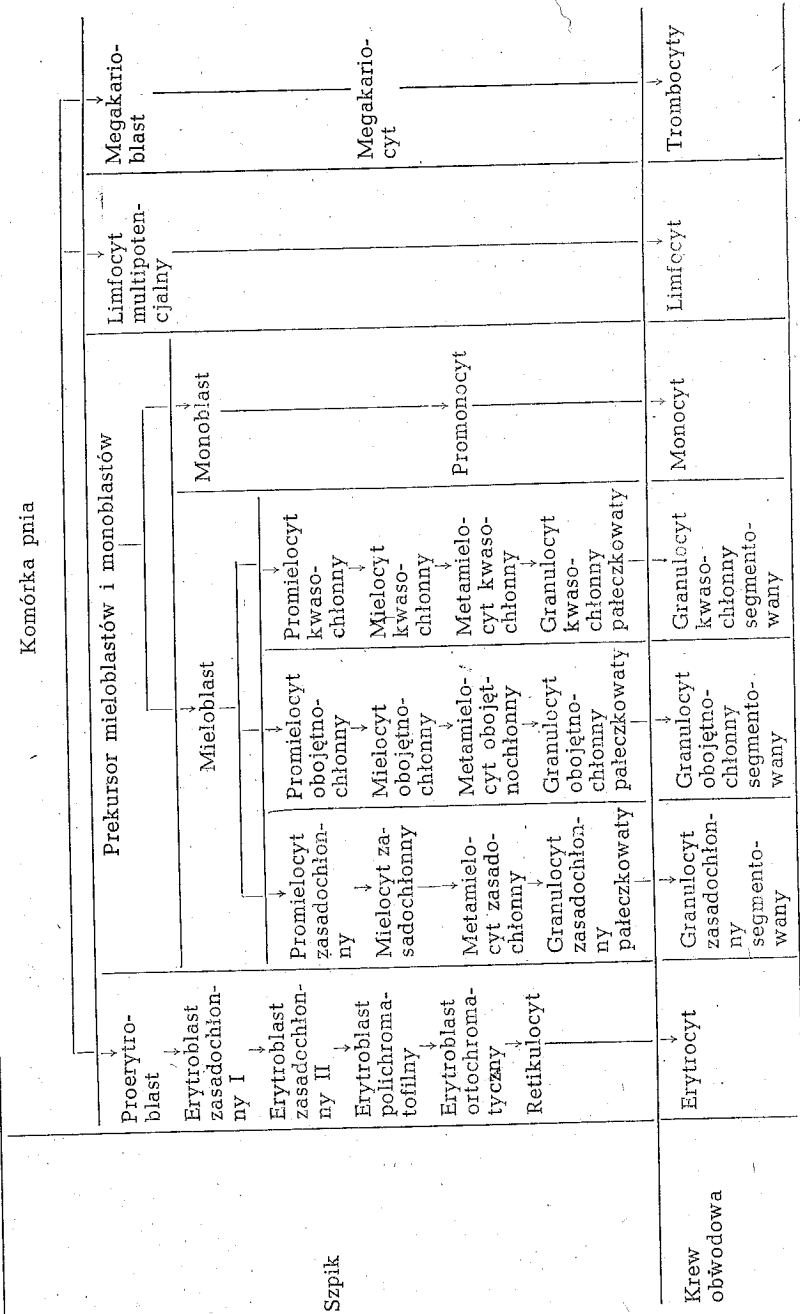 Komórka pnia
Szpik
Proerytro-
blast
Erytroblast
zasadochłon-
ny I
Erytroblast
zasadochłon-
ny II
Erytroblast
polichroma-
tofilny
Erytroblast
ortochroma-
tyczny
Retikulocyt
Prekursor mieloblastów i monoblastów
Mieloblast
Promielocyt
zasadochłon-
ny
Mielocyt za-
sadochłonny
Metamielo-
cyt zasado-
chłonny
Granulocyt
zasadochłon-
ny
pałeczkowaty
Promielocyt
obojętno-
chłonny
Mielocyt
obojętno-
chłonny
Metamielo-
cyt obojęt-
nochłonny
Granulocyt
obojętno-
chłonny
pałeczkowaty
Promielocyt
kwaso-
chłonny
Mielocyt
kwaso-
chłonny
Metamielo-
cyt kwaso-
chłonny
Granulocyt
kwaso-
chłonny
pałeczkowaty
Monoblast
Promonocyt
Limfocyt
multipoten-
cjalny
Megakario-
blast
Megakario-
cyt
Krew
obwodowa
Erytrocyt
Granulocyt
zasadochłon-
ny
segmento-
wany
Granulocyt
obojętno-
chłonny
segmento-
wany
Granulocyt
kwaso-
chłonny
segmento-
wany
Monocyt
Limfocyt
Trombocyty